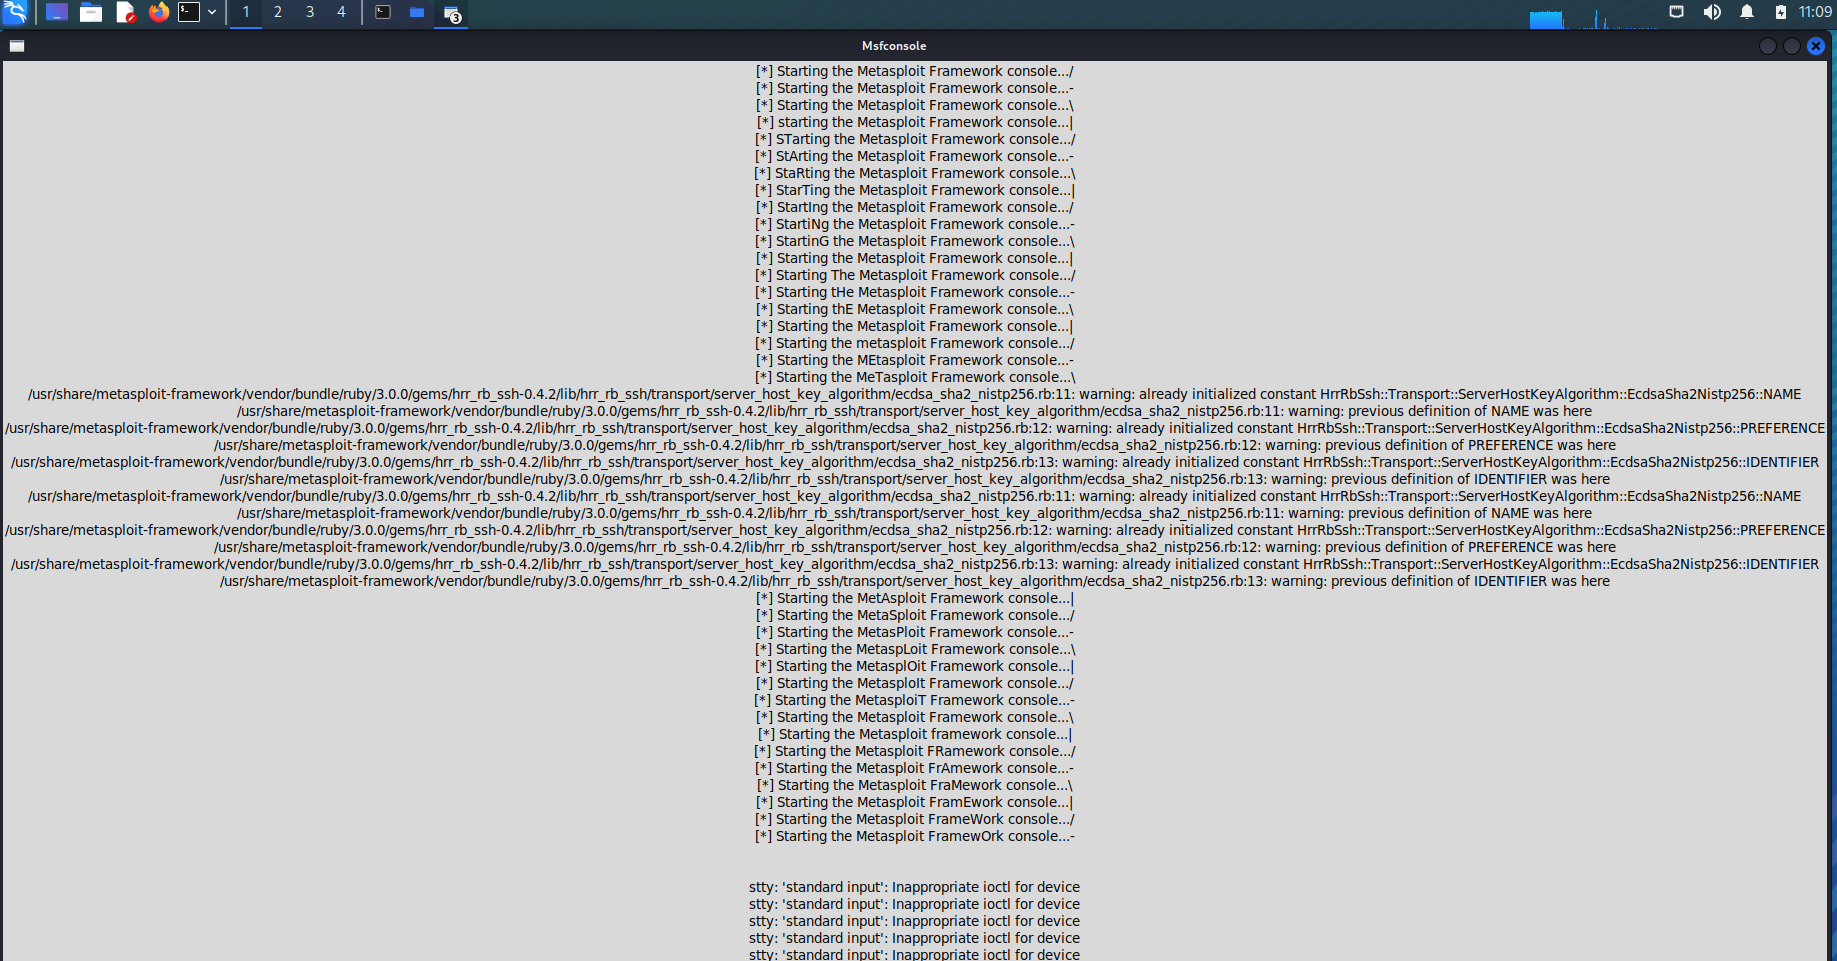 1 2 3 4
3
11:09
Msfconsole
[*] Starting the Metasploit Framework console.../
[*] Starting the Metasploit Framework console...-
[*] Starting the Metasploit Framework console...\
[*] starting the Metasploit Framework console...|
[*] STarting the Metasploit Framework console.../
[*] StArting the Metasploit Framework console...-
[*] StaRting the Metasploit Framework console...\
[*] StarTing the Metasploit Framework console...|
[*] StartIng the Metasploit Framework console.../
[*] StartiNg the Metasploit Framework console...-
[*] StartinG the Metasploit Framework console...\
[*] Starting the Metasploit Framework console...|
[*] Starting The Metasploit Framework console.../
[*] Starting tHe Metasploit Framework console...-
[*] Starting thE Metasploit Framework console...\
[*] Starting the Metasploit Framework console...|
[*] Starting the metasploit Framework console.../
[*] Starting the MEtasploit Framework console...-
[*] Starting the MeTasploit Framework console...\
/usr/share/metasploit-framework/vendor/bundle/ruby/3.0.0/gems/hrr_rb_ssh-0.4.2/lib/hrr_rb_ssh/transport/server_host_key_algorithm/ecdsa_sha2_nistp256.rb:11: warning: already initialized constant HrrRbSsh::Transport::ServerHostKeyAlgorithm::EcdsaSha2Nistp256::NAME
/usr/share/metasploit-framework/vendor/bundle/ruby/3.0.0/gems/hrr_rb_ssh-0.4.2/lib/hrr_rb_ssh/transport/server_host_key_algorithm/ecdsa_sha2_nistp256.rb:11: warning: previous definition of NAME was here
/usr/share/metasploit-framework/vendor/bundle/ruby/3.0.0/gems/hrr_rb_ssh-0.4.2/lib/hrr_rb_ssh/transport/server_host_key_algorithm/ecdsa_sha2_nistp256.rb:12: warning: already initialized constant HrrRbSsh::Transport::ServerHostKeyAlgorithm::EcdsaSha2Nistp256::PREFERENCE
/usr/share/metasploit-framework/vendor/bundle/ruby/3.0.0/gems/hrr_rb_ssh-0.4.2/lib/hrr_rb_ssh/transport/server_host_key_algorithm/ecdsa_sha2_nistp256.rb:12: warning: previous definition of PREFERENCE was here
/usr/share/metasploit-framework/vendor/bundle/ruby/3.0.0/gems/hrr_rb_ssh-0.4.2/lib/hrr_rb_ssh/transport/server_host_key_algorithm/ecdsa_sha2_nistp256.rb:13: warning: already initialized constant HrrRbSsh::Transport::ServerHostKeyAlgorithm::EcdsaSha2Nistp256::IDENTIFIER
/usr/share/metasploit-framework/vendor/bundle/ruby/3.0.0/gems/hrr_rb_ssh-0.4.2/lib/hrr_rb_ssh/transport/server_host_key_algorithm/ecdsa_sha2_nistp256.rb:13: warning: previous definition of IDENTIFIER was here
/usr/share/metasploit-framework/vendor/bundle/ruby/3.0.0/gems/hrr_rb_ssh-0.4.2/lib/hrr_rb_ssh/transport/server_host_key_algorithm/ecdsa_sha2_nistp256.rb:11: warning: already initialized constant HrrRbSsh::Transport::ServerHostKeyAlgorithm::EcdsaSha2Nistp256::NAME
/usr/share/metasploit-framework/vendor/bundle/ruby/3.0.0/gems/hrr_rb_ssh-0.4.2/lib/hrr_rb_ssh/transport/server_host_key_algorithm/ecdsa_sha2_nistp256.rb:11: warning: previous definition of NAME was here
/usr/share/metasploit-framework/vendor/bundle/ruby/3.0.0/gems/hrr_rb_ssh-0.4.2/lib/hrr_rb_ssh/transport/server_host_key_algorithm/ecdsa_sha2_nistp256.rb:12: warning: already initialized constant HrrRbSsh::Transport::ServerHostKeyAlgorithm::EcdsaSha2Nistp256::PREFERENCE
/usr/share/metasploit-framework/vendor/bundle/ruby/3.0.0/gems/hrr_rb_ssh-0.4.2/lib/hrr_rb_ssh/transport/server_host_key_algorithm/ecdsa_sha2_nistp256.rb:12: warning: previous definition of PREFERENCE was here
/usr/share/metasploit-framework/vendor/bundle/ruby/3.0.0/gems/hrr_rb_ssh-0.4.2/lib/hrr_rb_ssh/transport/server_host_key_algorithm/ecdsa_sha2_nistp256.rb:13: warning: already initialized constant HrrRbSsh::Transport::ServerHostKeyAlgorithm::EcdsaSha2Nistp256::IDENTIFIER
/usr/share/metasploit-framework/vendor/bundle/ruby/3.0.0/gems/hrr_rb_ssh-0.4.2/lib/hrr_rb_ssh/transport/server_host_key_algorithm/ecdsa_sha2_nistp256.rb:13: warning: previous definition of IDENTIFIER was here
[*] Starting the MetAsploit Framework console...|
[*] Starting the MetaSploit Framework console.../
[*] Starting the MetasPloit Framework console...-
[*] Starting the MetaspLoit Framework console...\
[*] Starting the MetasplOit Framework console...|
[*] Starting the MetasploIt Framework console.../
[*] Starting the MetasploiT Framework console...-
[*] Starting the Metasploit Framework console...\
[*] Starting the Metasploit framework console...|
[*] Starting the Metasploit FRamework console.../
[*] Starting the Metasploit FrAmework console...-
[*] Starting the Metasploit FraMework console...\
[*] Starting the Metasploit FramEwork console...|
[*] Starting the Metasploit FrameWork console.../
[*] Starting the Metasploit FramewOrk console...-
stty: 'standard input': Inappropriate ioctl for device
stty: 'standard input': Inappropriate ioctl for device
stty: 'standard input': Inappropriate ioctl for device
stty: 'standard input': Inappropriate ioctl for device
stty: 'standard input': Inappropriate ioctl for device